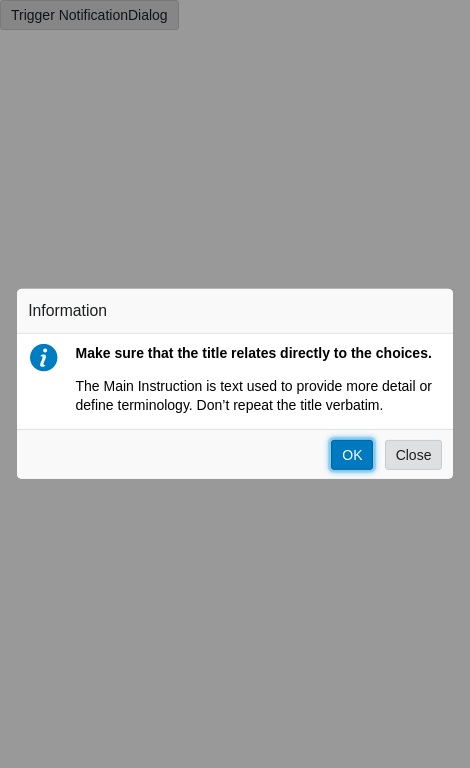 Trigger NotificationDialog
Information
Make sure that the title relates directly to the choices.
The Main Instruction is text used to provide more detail or
define terminology. Don’t repeat the title verbatim.
OK Close